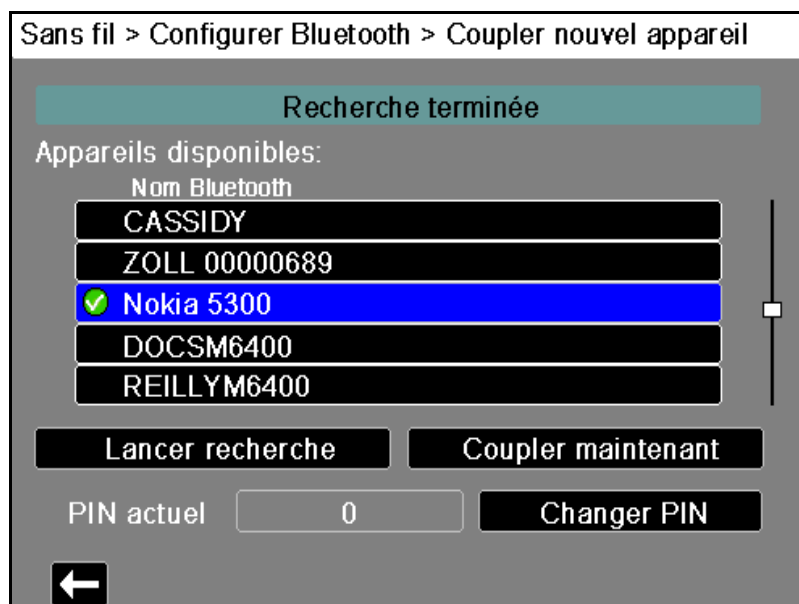 Sans fil > Configurer Bluetooth > Coupler nouvel appareil
Recherche terminée
Appareils disponibles:
Nom Bluetooth
CASSIDY
ZOLL 00000689
Nokia 5300
DOCSM6400
REILLYM6400
Lancer recherche
Coupler maintenant
PIN actuel
0
Changer PIN